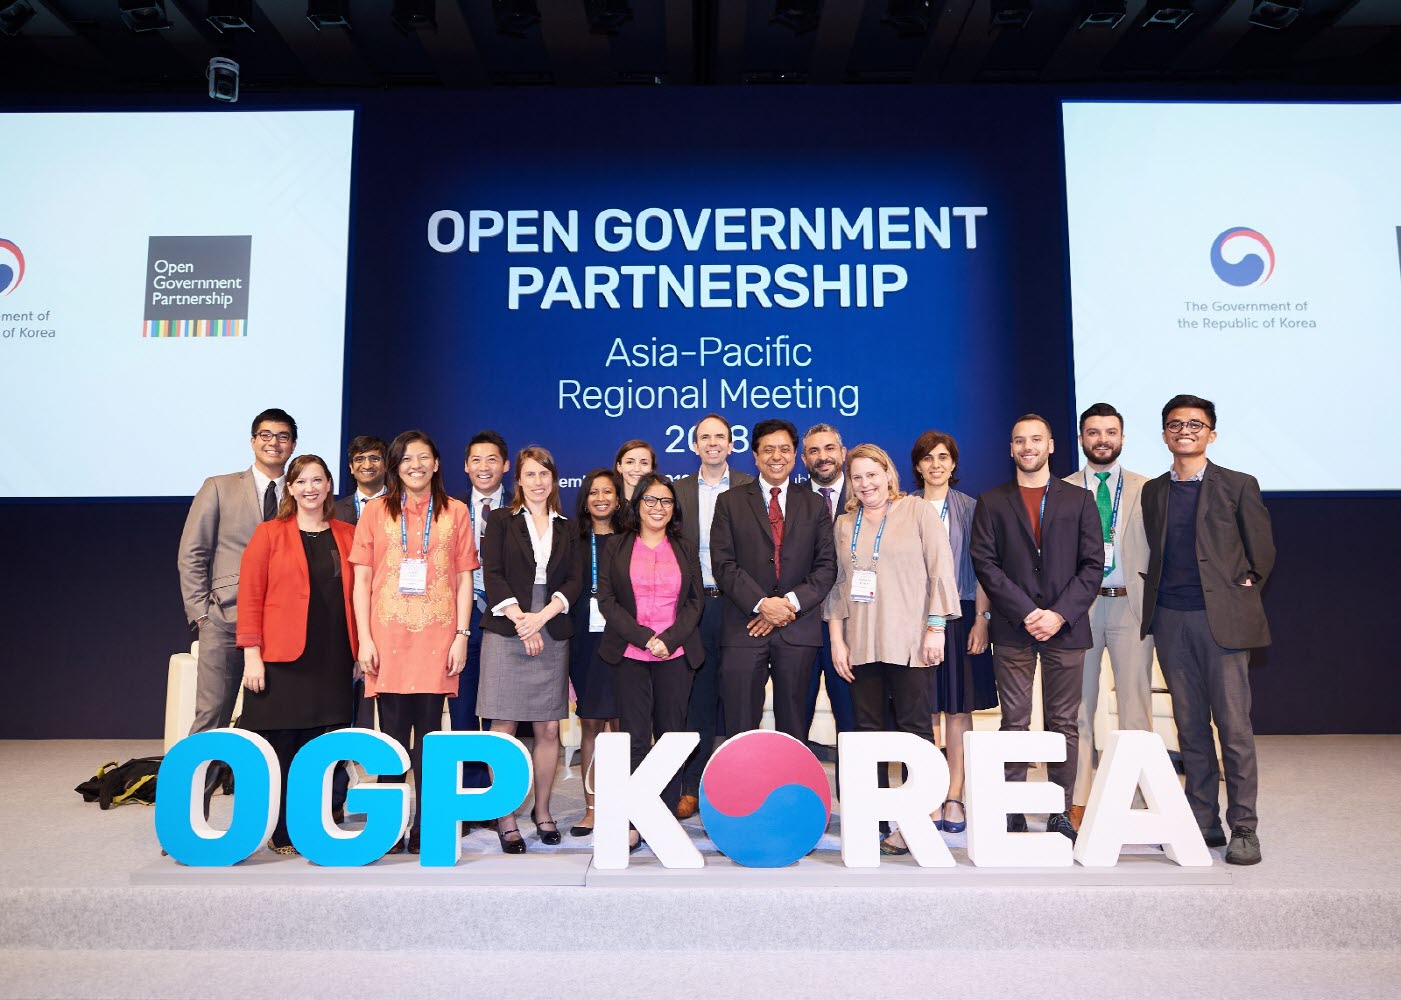 OPEN GOVERNMENT
PARTNERSHIP
Asia-Pacific
Regional Meeting
Open
Government
Partnership
ment of
of Korea
The Government of
the Republic of Korea
OGP KOREA